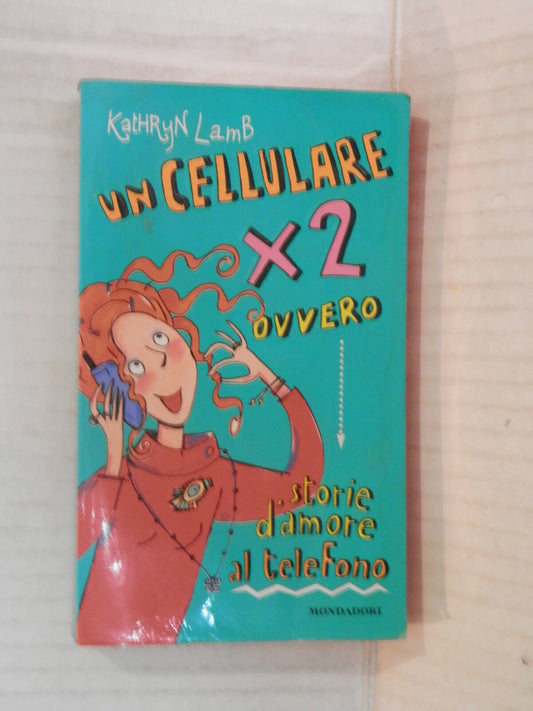 KatHRyN LamB
UN CELLULARE
X2
OVVERO
storie
d'amore
al telefono
MONDADORI